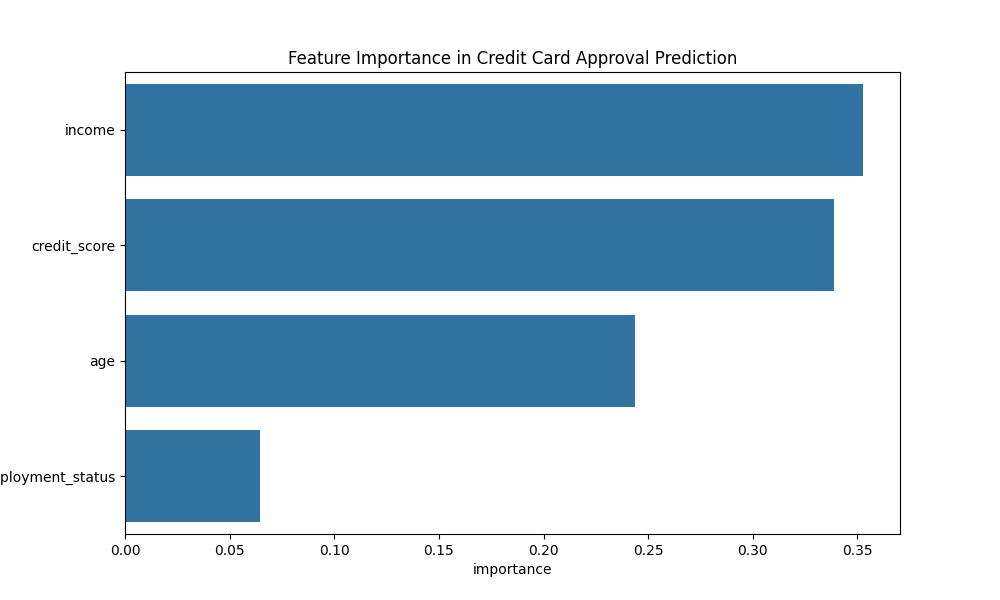 Feature Importance in Credit Card Approval Prediction
income
credit_score
age
ployment_status
0.00 0.05 0.10 0.15 0.20 0.25 0.30 0.35
importance